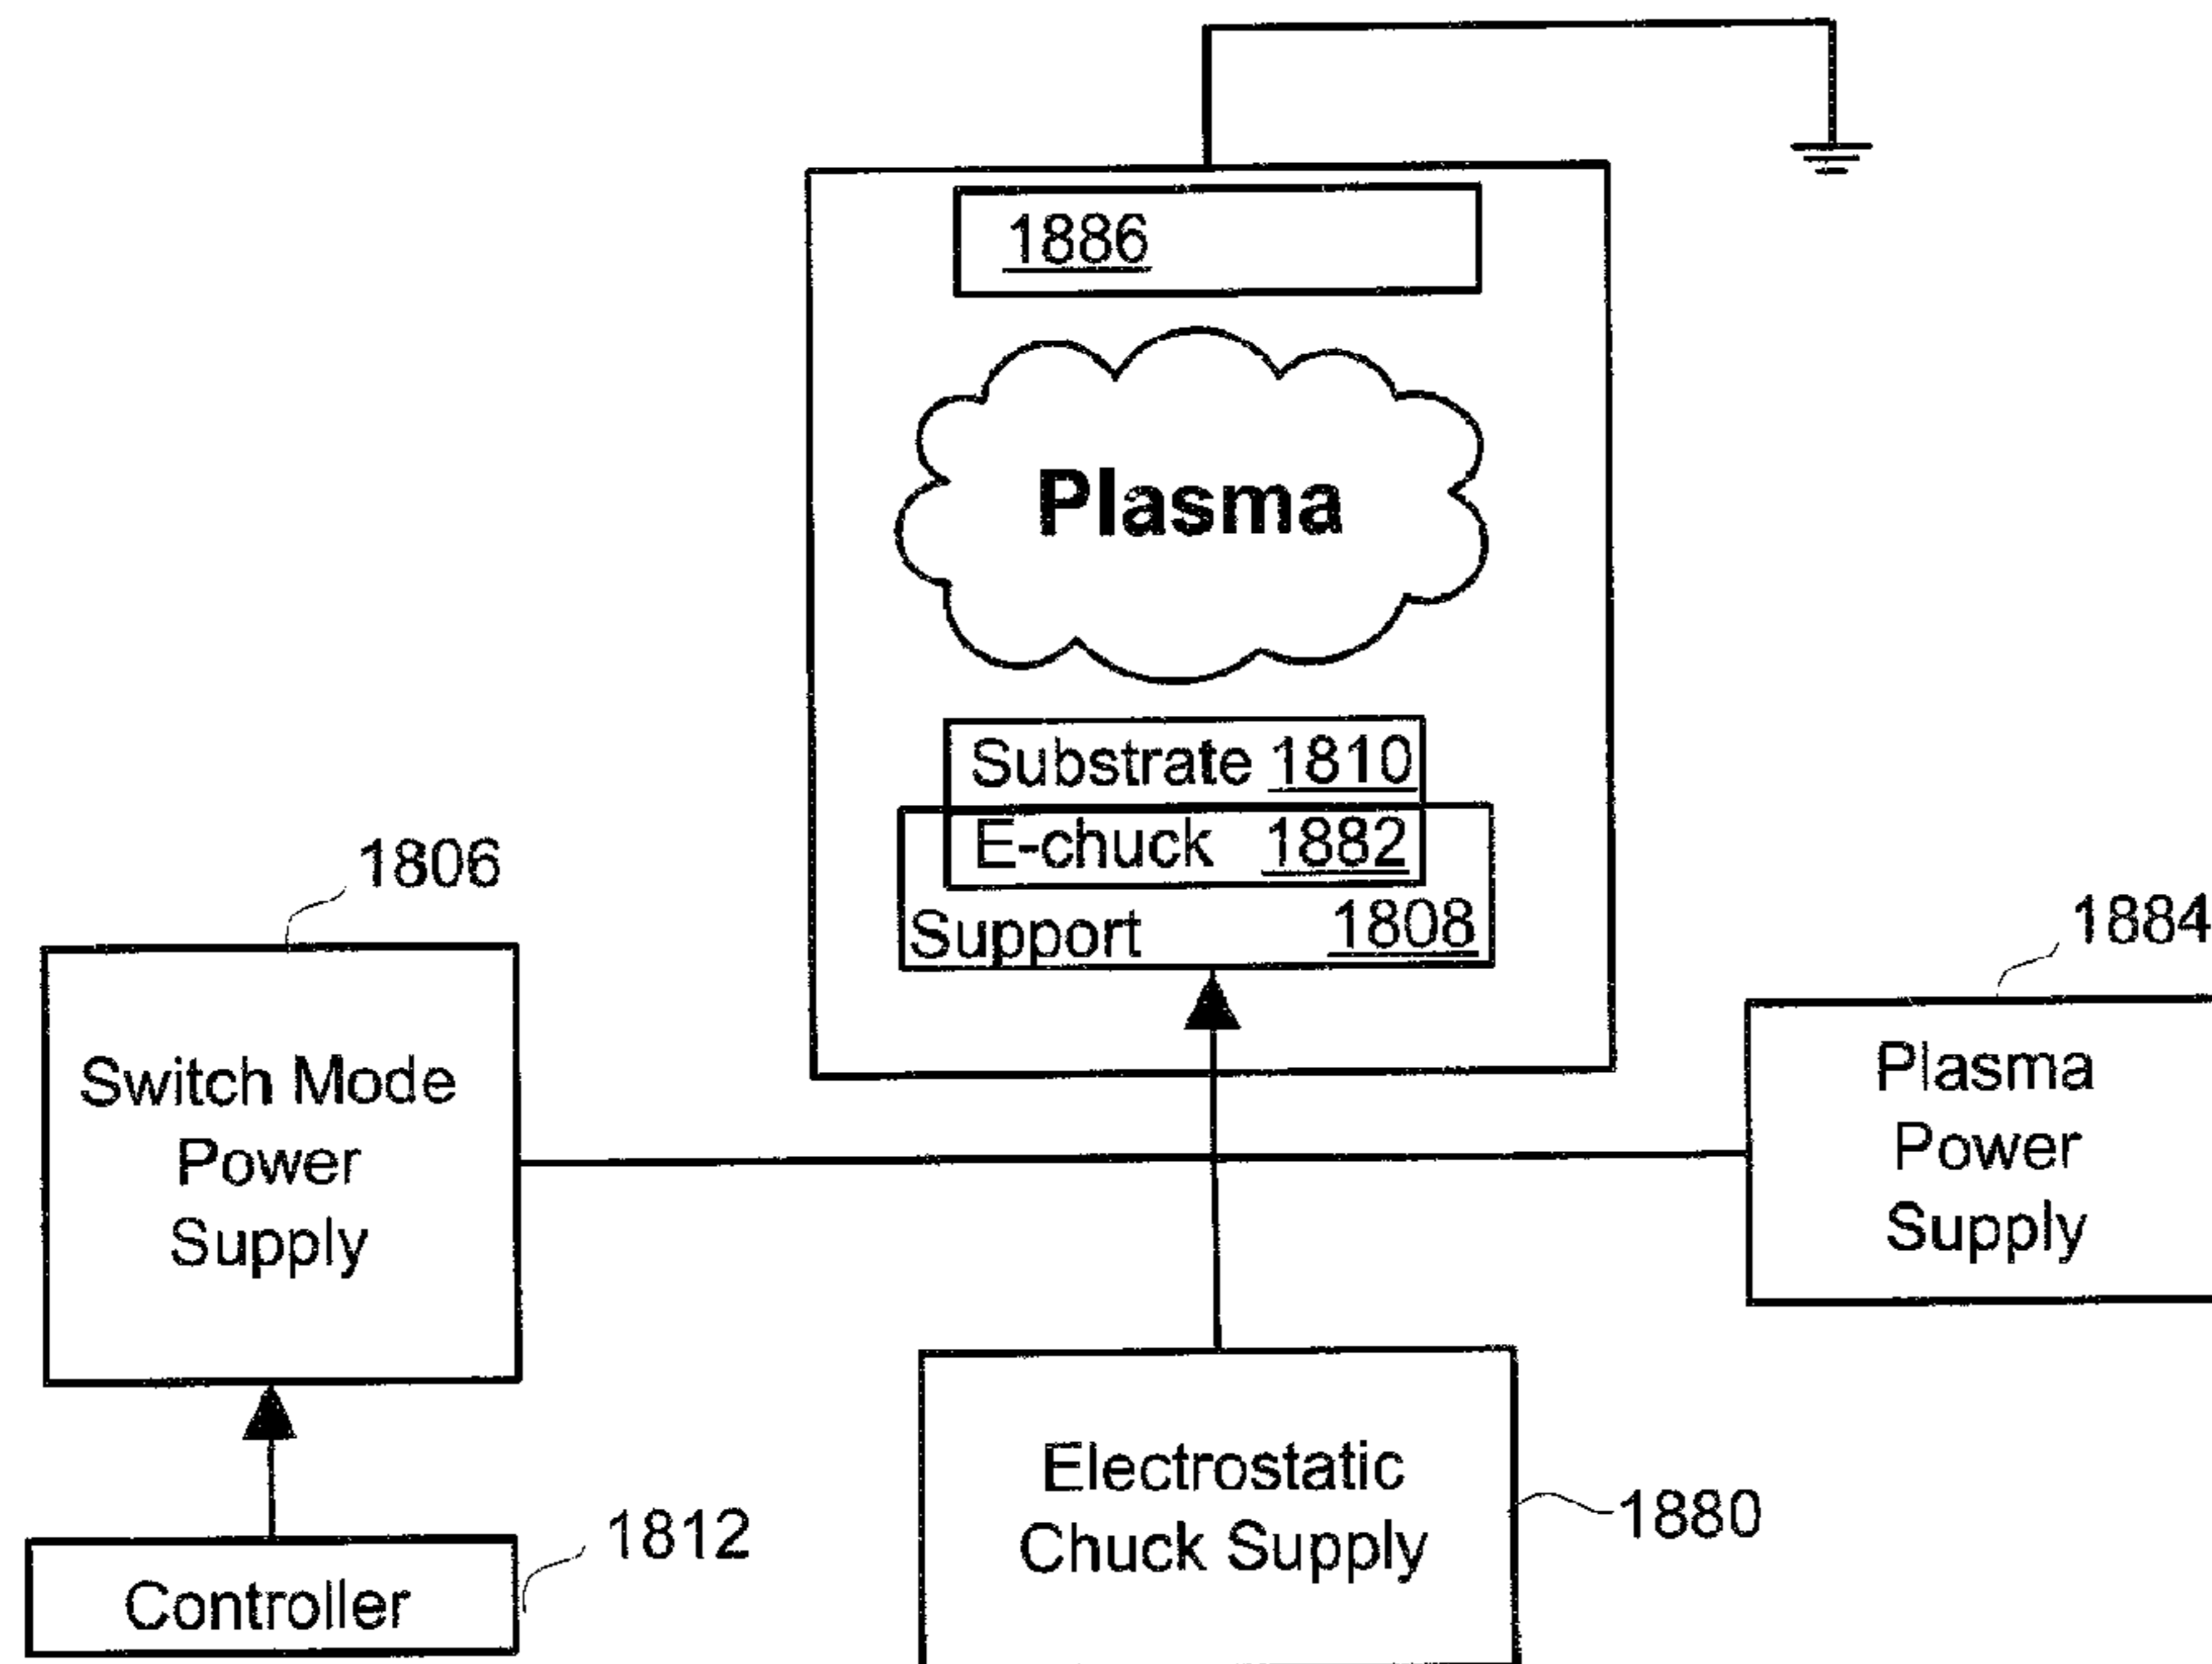 1886
Plasma
Substrate 1810
E-chuck 1882
Support 1808
1806
Switch Mode
Power
Supply
1884
Plasma
Power
Supply
Electrostatic
Chuck Supply
1880
1812
Controller